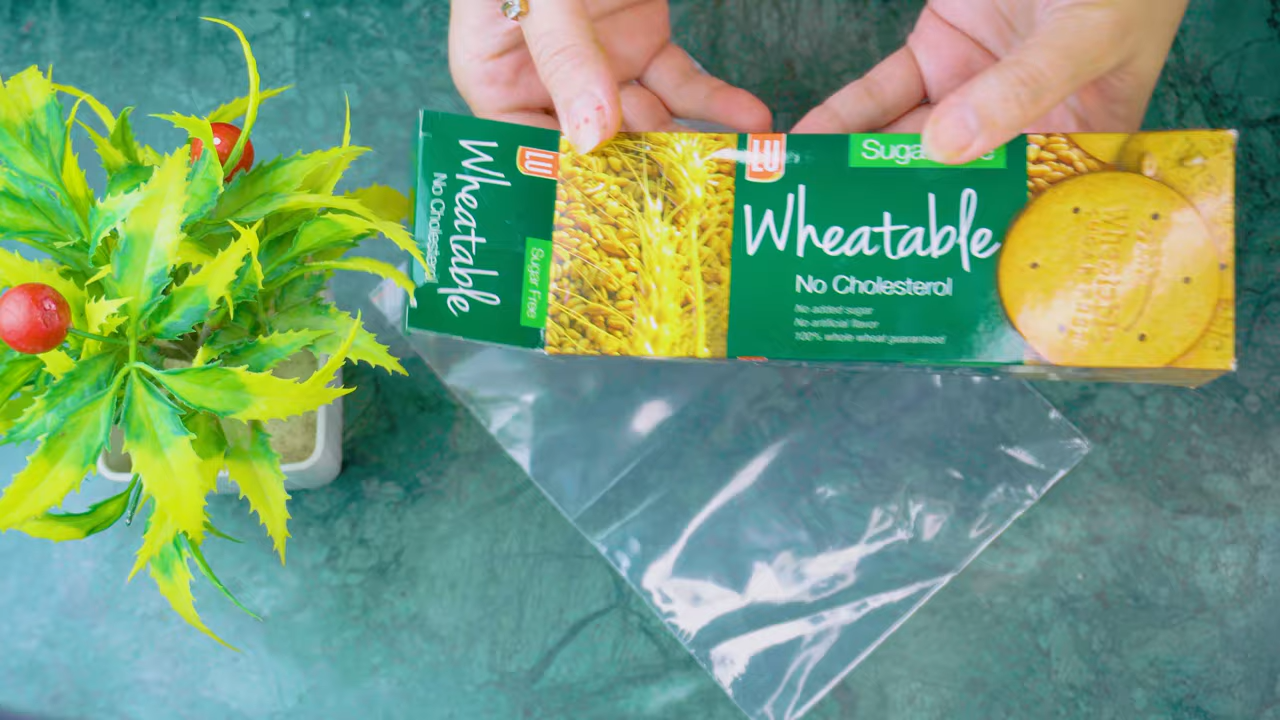 LU
Wheatable
No Cholesterol
Sugar Free
LU
Wheatable
No Cholesterol
No added sugar
No artificial flavor
100% whole wheat guaranteed